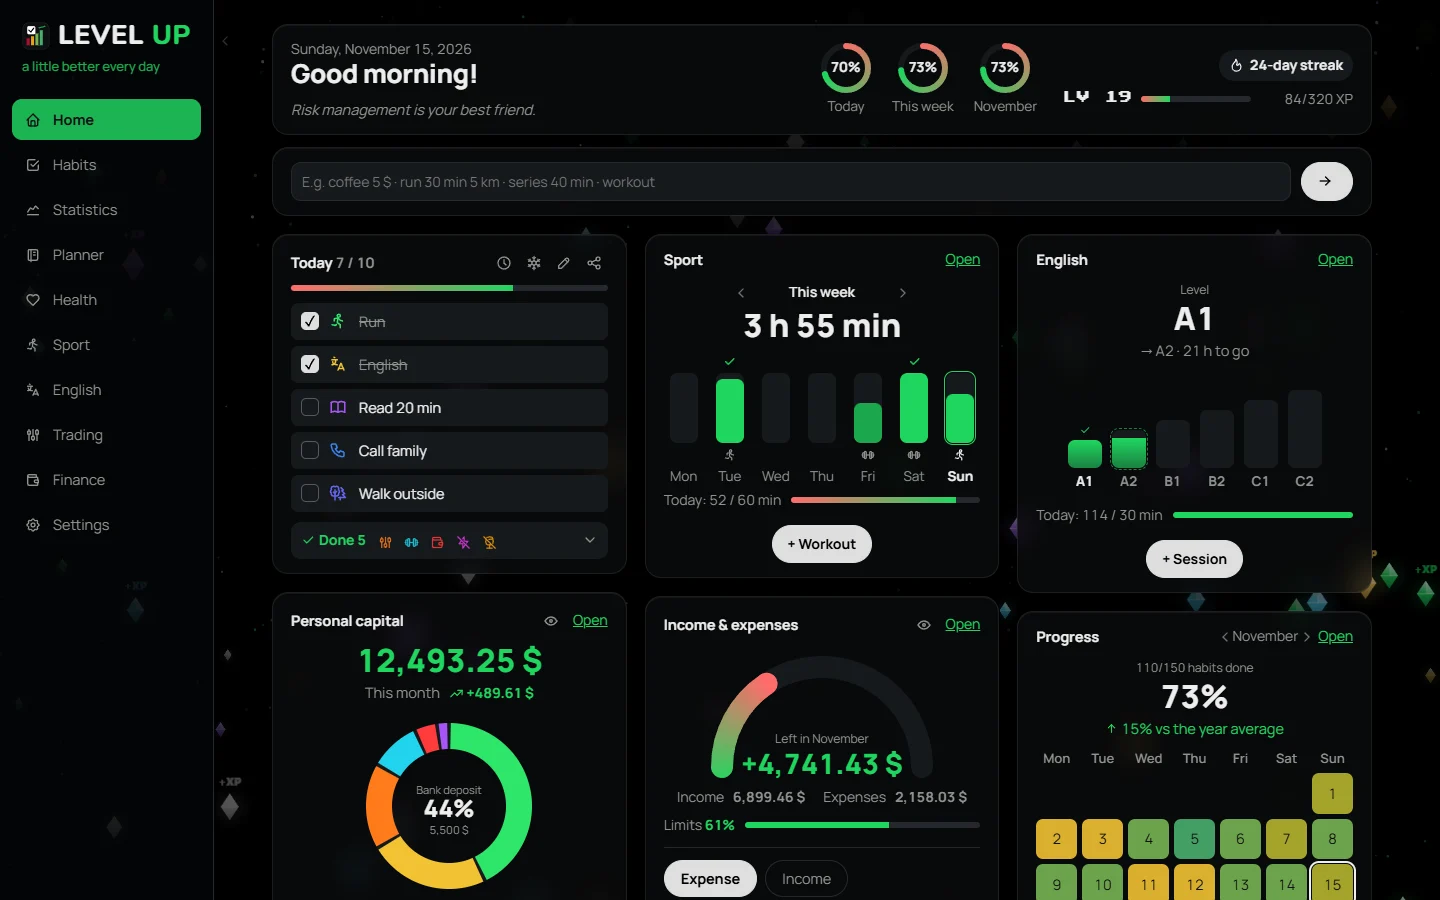 LEVEL UP
a little better every day
Home
Habits
Statistics
Planner
Health
Sport
English
Trading
Finance
Settings
Sunday, November 15, 2026
Good morning!
Risk management is your best friend.
70%
Today
73%
This week
73%
November
24-day streak
LV 19
84/320 XP
E.g. coffee 5 $ · run 30 min 5 km · series 40 min · workout
Today 7 / 10
Run
English
Read 20 min
Call family
Walk outside
Done 5
Sport
Open
This week
3 h 55 min
Mon Tue Wed Thu Fri Sat Sun
Today: 52 / 60 min
+ Workout
English
Open
Level
A1
→ A2 · 21 h to go
A1 A2 B1 B2 C1 C2
Today: 114 / 30 min
+ Session
Personal capital
Open
12,493.25 $
This month +489.61 $
Bank deposit
44%
5,500 $
Income & expenses
Open
Left in November
+4,741.43 $
Income 6,899.46 $ Expenses 2,158.03 $
Limits 61%
Expense Income
Progress
November
Open
110/150 habits done
73%
↑ 15% vs the year average
Mon Tue Wed Thu Fri Sat Sun
1
2 3 4 5 6 7 8
9 10 11 12 13 14 15
+XP
+XP
+XP
+XP